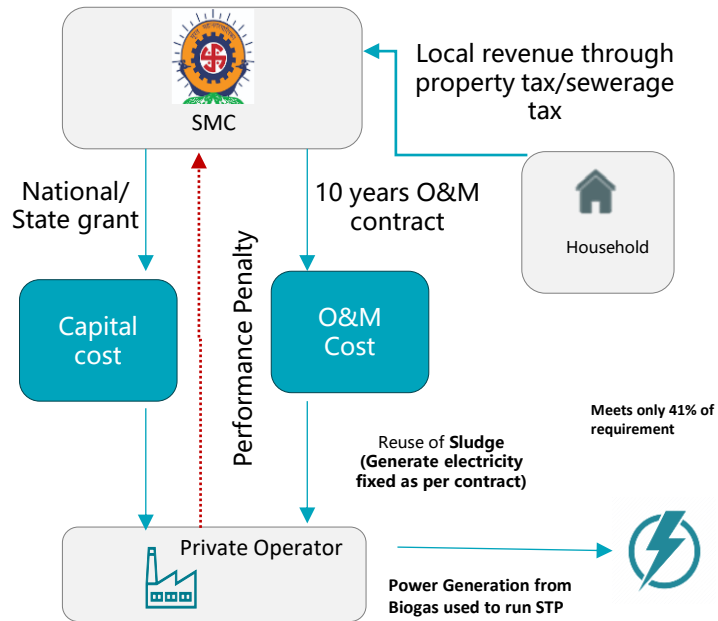 SMC
Local revenue through
property tax/sewerage
tax
National/
State grant
10 years O&M
contract
Household
Capital
cost
Performance Penalty
O&M
Cost
Meets only 41% of
requirement
Reuse of Sludge
(Generate electricity
fixed as per contract)
Private Operator
Power Generation from
Biogas used to run STP